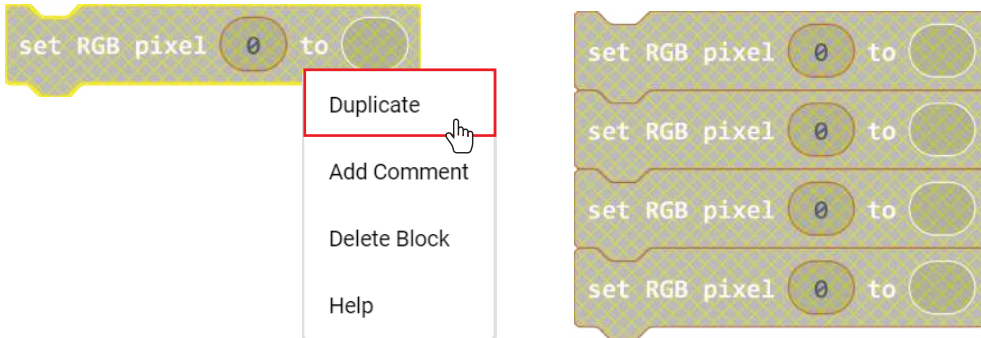 set RGB pixel 0 to
Duplicate
Add Comment
Delete Block
Help
set RGB pixel 0 to
set RGB pixel 0 to
set RGB pixel 0 to
set RGB pixel 0 to